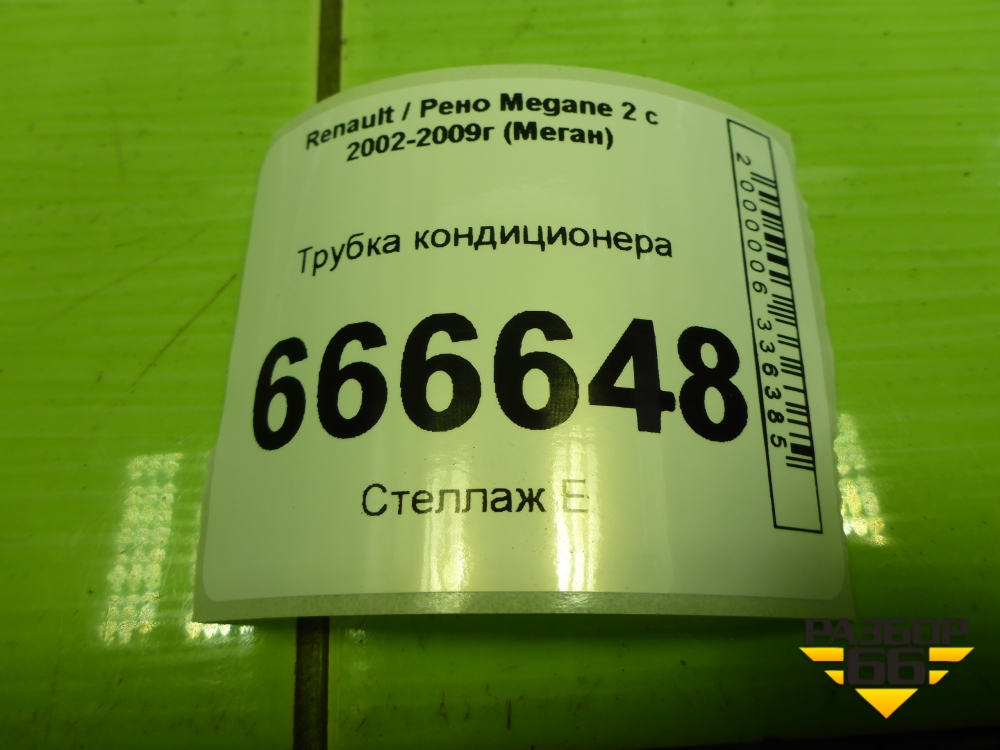 Renault / Рено Megane 2 с
2002-2009г (Меган)
Трубка кондиционера
666648
Стеллаж Е
2000006336385
РАЗБОР
66